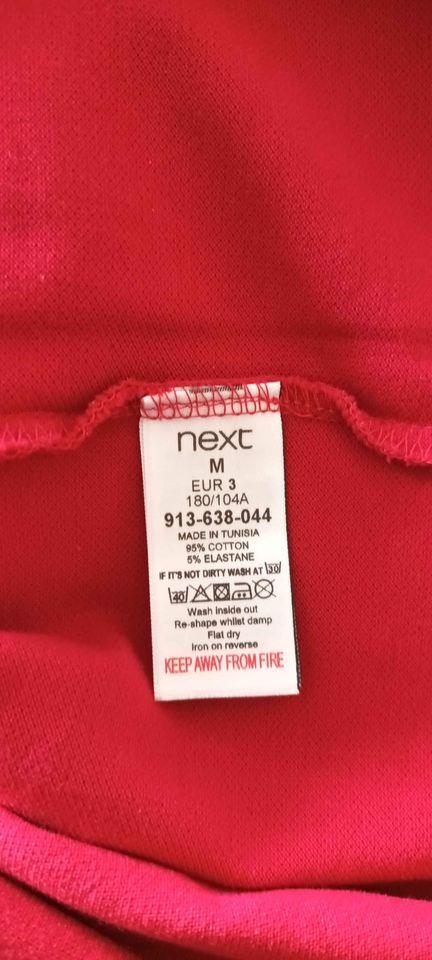 next
M
EUR 3
180/104A
913-638-044
MADE IN TUNISIA
95% COTTON
5% ELASTANE
IF IT'S NOT DIRTY WASH AT 30
40
Wash inside out
Re-shape whilst damp
Flat dry
Iron on reverse
KEEP AWAY FROM FIRE